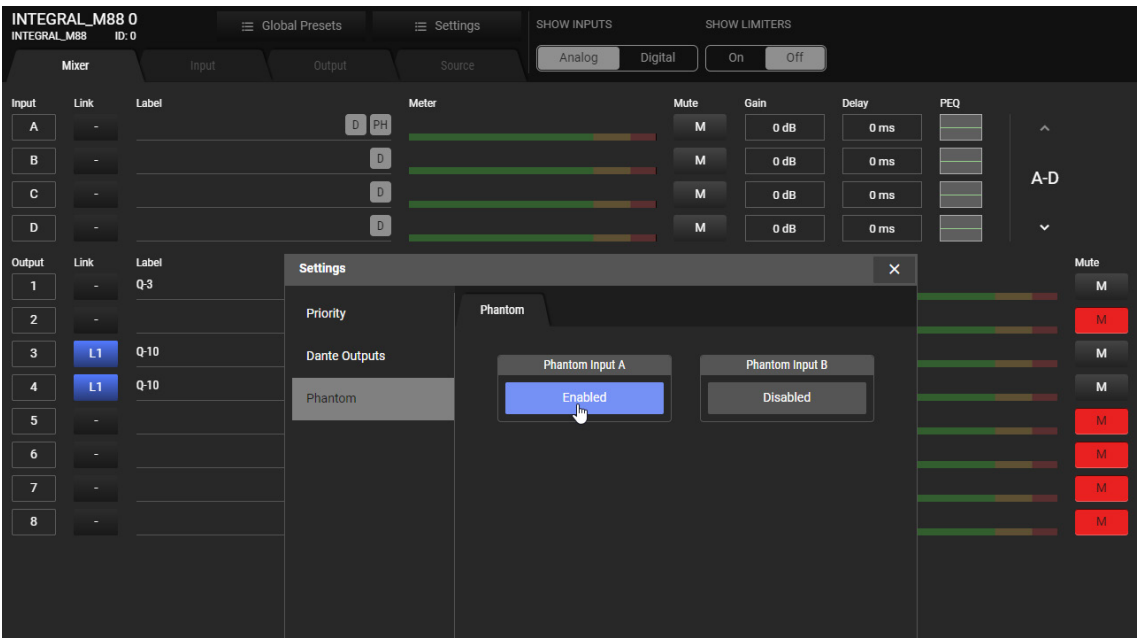 INTEGRAL_M88 0
INTEGRAL_M88 ID: 0
Global Presets
Settings
SHOW INPUTS
SHOW LIMITERS
Analog Digital
On Off
Mixer Input Output Source
Input Link Label Meter Mute Gain Delay PEQ
A - D PH M 0 dB 0 ms
B - D M 0 dB 0 ms
A-D
C - D M 0 dB 0 ms
D - D M 0 dB 0 ms
Output Link Label Mute
1 - Q-3 M
2 - M
3 L1 Q-10 M
4 L1 Q-10 M
5 - M
6 - M
7 - M
8 - M
Settings ×
Priority
Dante Outputs
Phantom
Phantom
Phantom Input A Phantom Input B
Enabled Disabled